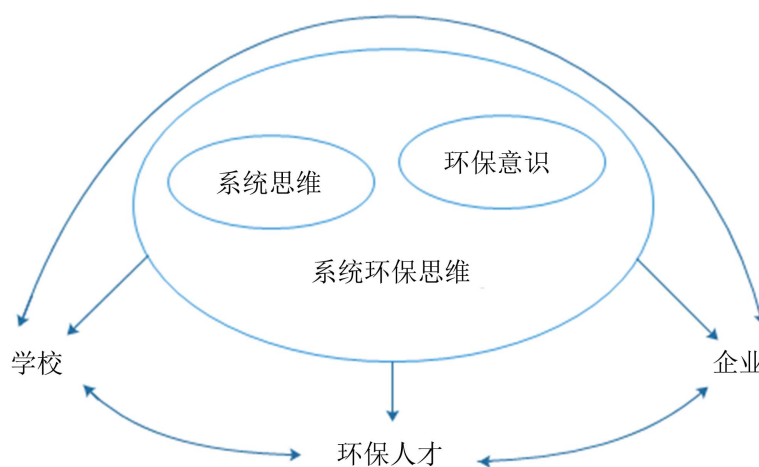 系统思维
环保意识
系统环保思维
学校
企业
环保人才